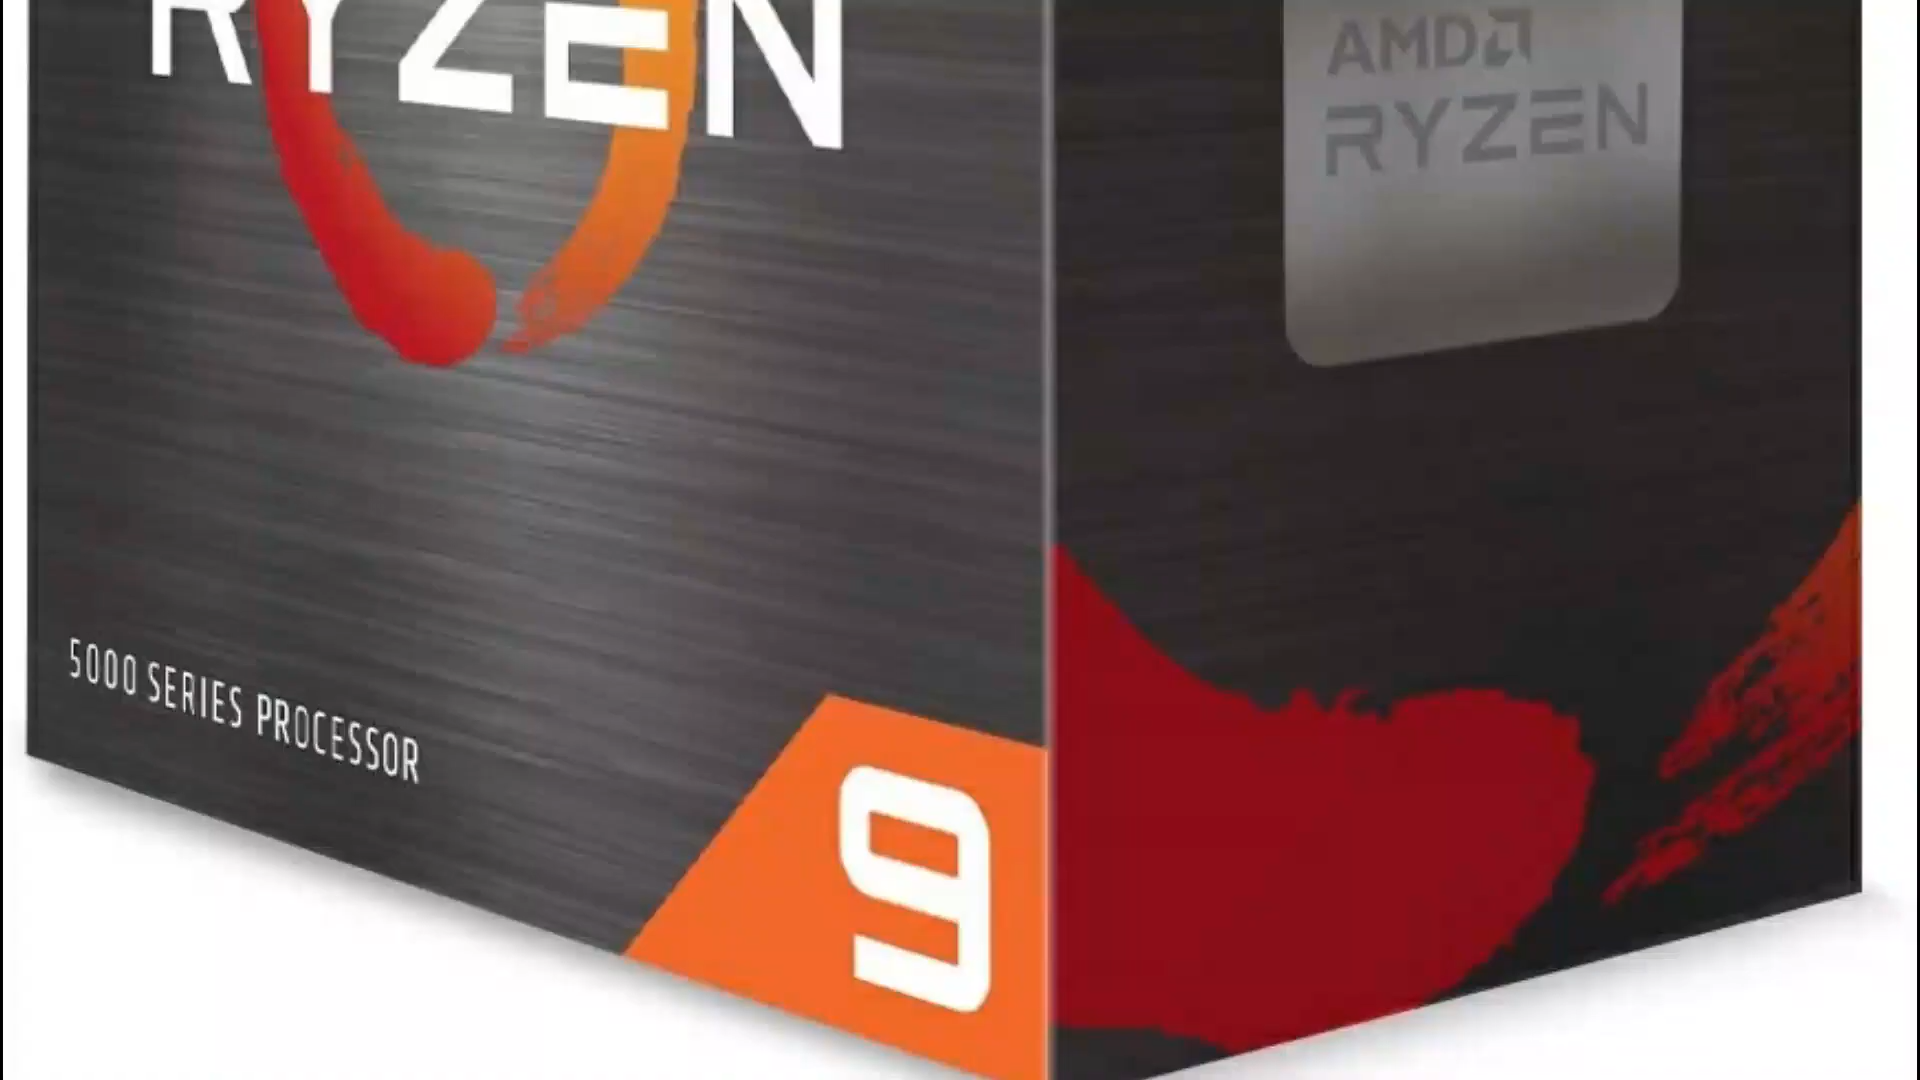 RYZEN
5000 SERIES PROCESSOR
9
AMD
RYZEN